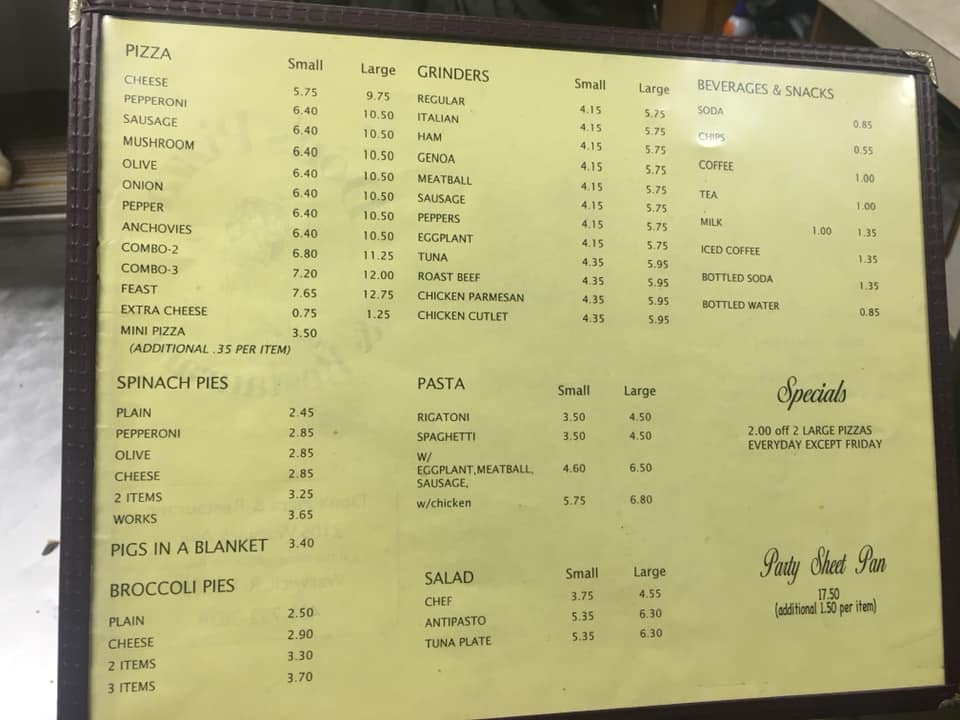 PIZZA Small Large
CHEESE 5.75 9.75
PEPPERONI 6.40 10.50
SAUSAGE 6.40 10.50
MUSHROOM 6.40 10.50
OLIVE 6.40 10.50
ONION 6.40 10.50
PEPPER 6.40 10.50
ANCHOVIES 6.40 10.50
COMBO-2 6.80 11.25
COMBO-3 7.20 12.00
FEAST 7.65 12.75
EXTRA CHEESE 0.75 1.25
MINI PIZZA 3.50
(ADDITIONAL .35 PER ITEM)
SPINACH PIES
PLAIN 2.45
PEPPERONI 2.85
OLIVE 2.85
CHEESE 2.85
2 ITEMS 3.25
WORKS 3.65
PIGS IN A BLANKET 3.40
BROCCOLI PIES
PLAIN 2.50
CHEESE 2.90
2 ITEMS 3.30
3 ITEMS 3.70
GRINDERS Small Large
REGULAR 4.15 5.75
ITALIAN 4.15 5.75
HAM 4.15 5.75
GENOA 4.15 5.75
MEATBALL 4.15 5.75
SAUSAGE 4.15 5.75
PEPPERS 4.15 5.75
EGGPLANT 4.15 5.75
TUNA 4.35 5.95
ROAST BEEF 4.35 5.95
CHICKEN PARMESAN 4.35 5.95
CHICKEN CUTLET 4.35 5.95
PASTA Small Large
RIGATONI 3.50 4.50
SPAGHETTI 3.50 4.50
W/
EGGPLANT,MEATBALL, 4.60 6.50
SAUSAGE,
w/chicken 5.75 6.80
SALAD Small Large
CHEF 3.75 4.55
ANTIPASTO 5.35 6.30
TUNA PLATE 5.35 6.30
BEVERAGES & SNACKS
SODA 0.85
CHIPS 0.55
COFFEE 1.00
TEA 1.00
MILK 1.00 1.35
ICED COFFEE 1.35
BOTTLED SODA 1.35
BOTTLED WATER 0.85
Specials
2.00 off 2 LARGE PIZZAS
EVERYDAY EXCEPT FRIDAY
Party Sheet Pan
17.50
(additional 1.50 per item)